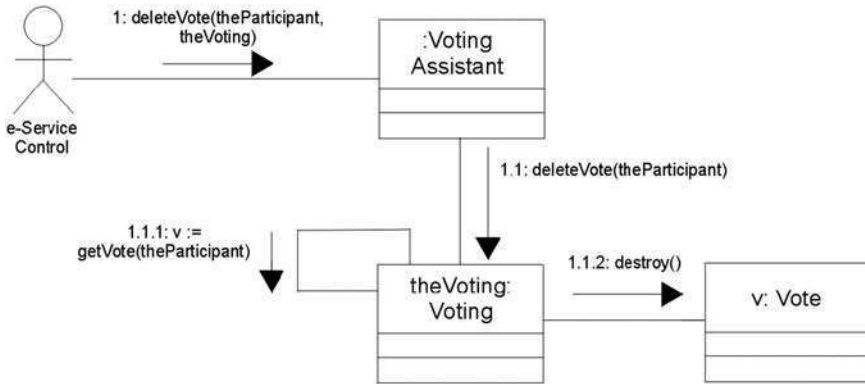 1: deleteVote(theParticipant,
theVoting)
:Voting
Assistant
e-Service
Control
1.1: deleteVote(theParticipant)
1.1.1: v :=
getVote(theParticipant)
theVoting:
Voting
1.1.2: destroy()
v: Vote